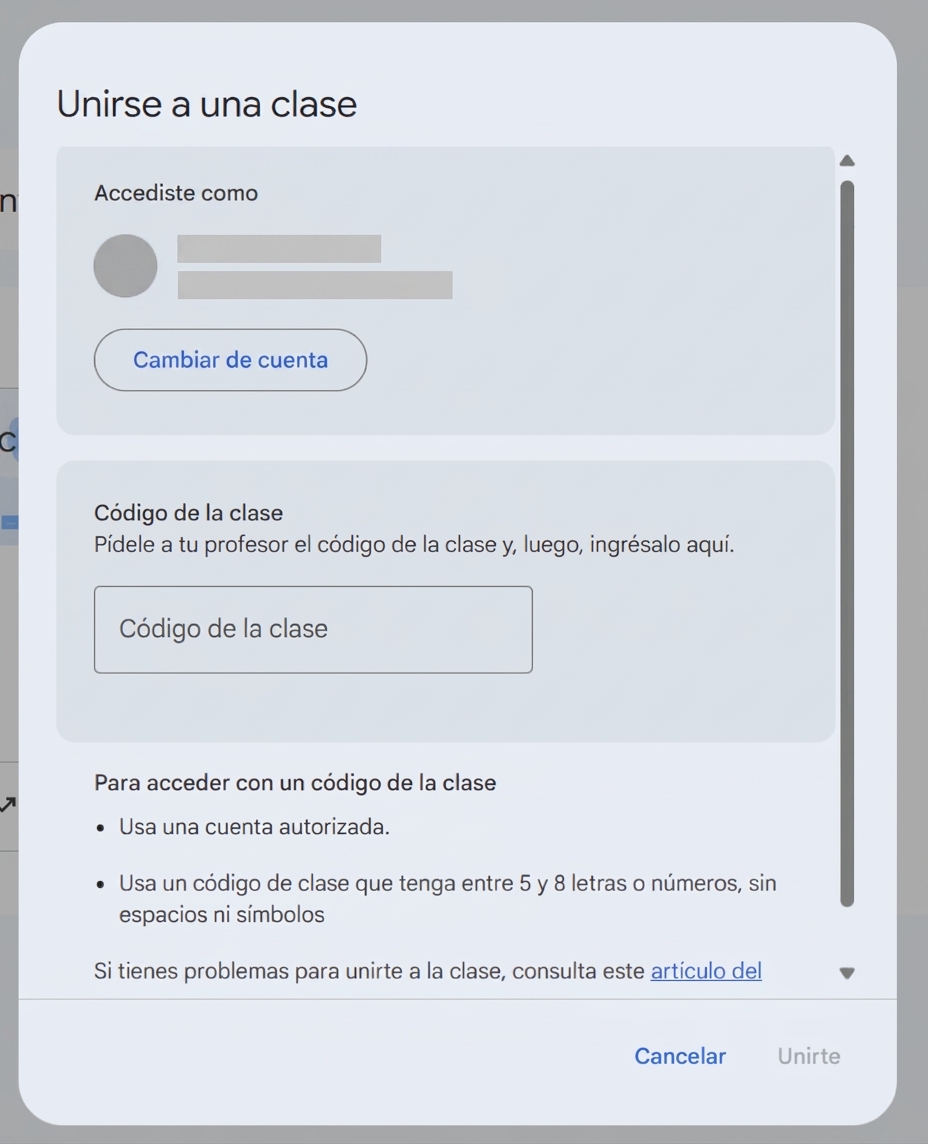 Unirse a una clase
Accediste como
Cambiar de cuenta
Código de la clase
Pídele a tu profesor el código de la clase y, luego, ingrésalo aquí.
Código de la clase
Para acceder con un código de la clase
• Usa una cuenta autorizada.
• Usa un código de clase que tenga entre 5 y 8 letras o números, sin
espacios ni símbolos
Si tienes problemas para unirte a la clase, consulta este artículo del
Cancelar
Unirte